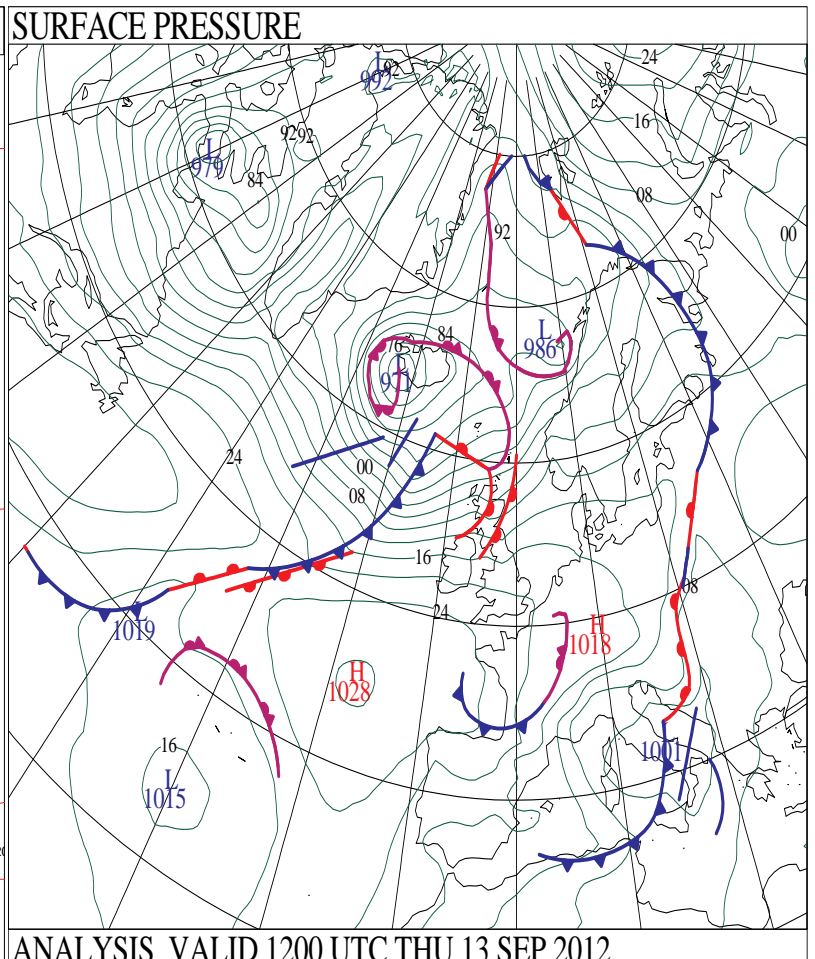 SURFACE PRESSURE
24
L
992
92
16
9292
L
979
84
08
92
00
84
L
986
76
L
971
24
00
08
16
08
24
L
1019
H
1018
H
1028
16
1001
L
1015
ANALYSIS VALID 1200 UTC THU 13 SEP 2012